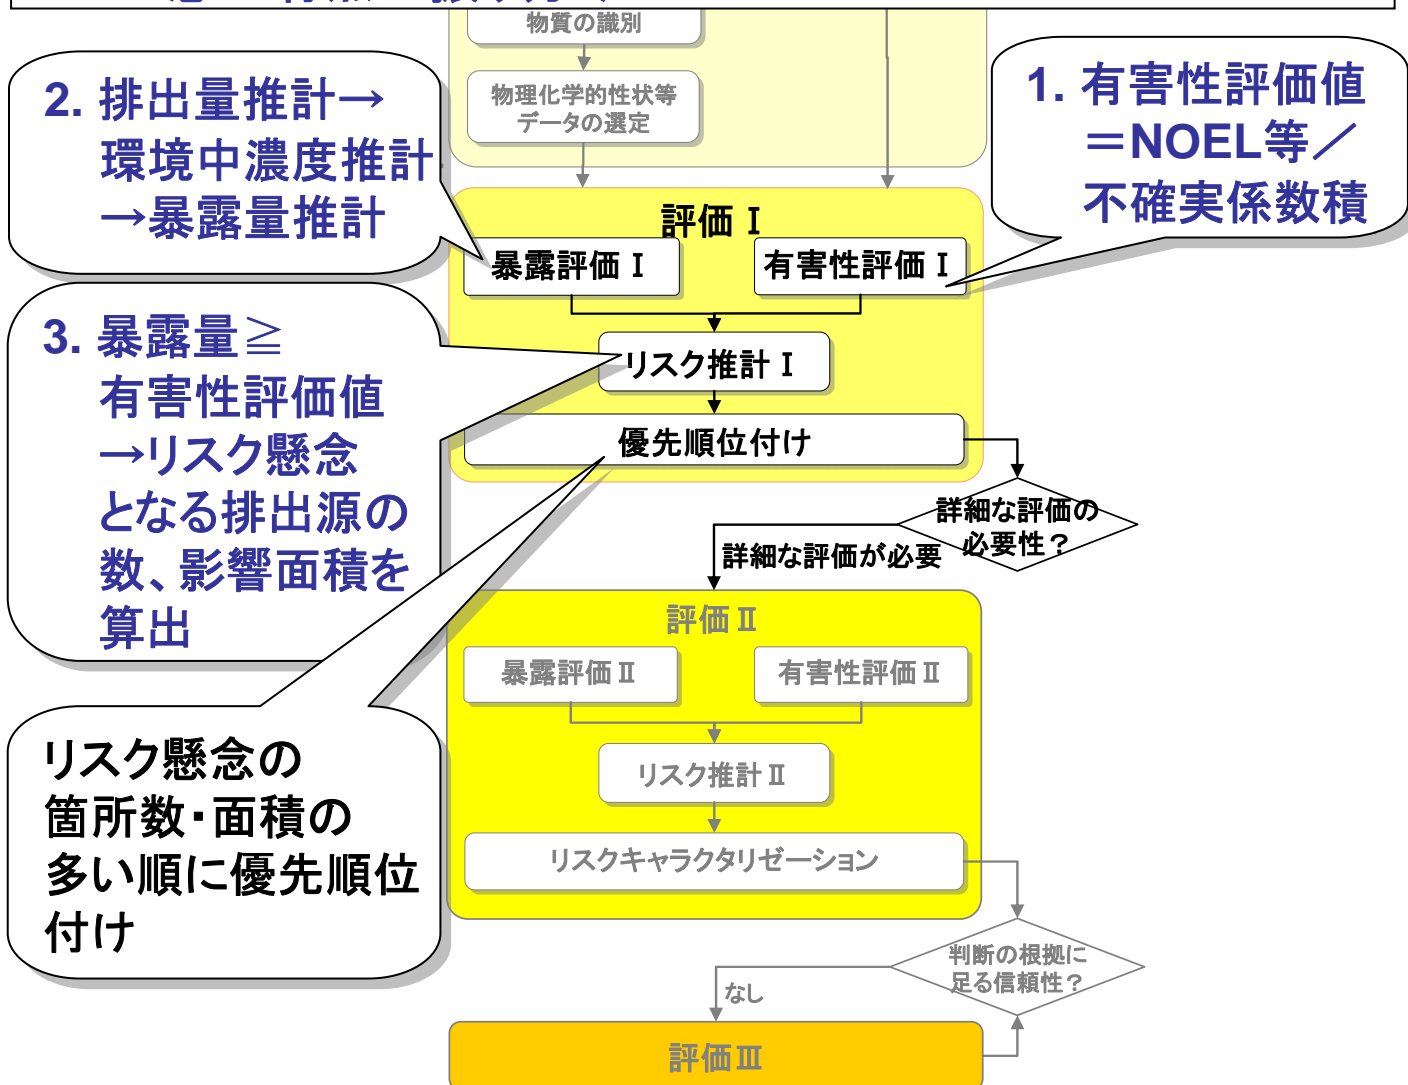 物質の識別
物理化学的性状等
データの選定
2. 排出量推計→
環境中濃度推計
→暴露量推計
1. 有害性評価値
＝NOEL等／
不確実係数積
評価Ⅰ
暴露評価Ⅰ
有害性評価Ⅰ
リスク推計Ⅰ
優先順位付け
3. 暴露量≧
有害性評価値
→リスク懸念
となる排出源の
数、影響面積を
算出
詳細な評価の
必要性？
詳細な評価が必要
評価Ⅱ
暴露評価Ⅱ
有害性評価Ⅱ
リスク推計Ⅱ
リスクキャラクタリゼーション
リスク懸念の
箇所数・面積の
多い順に優先順位
付け
判断の根拠に
足る信頼性？
なし
評価Ⅲ